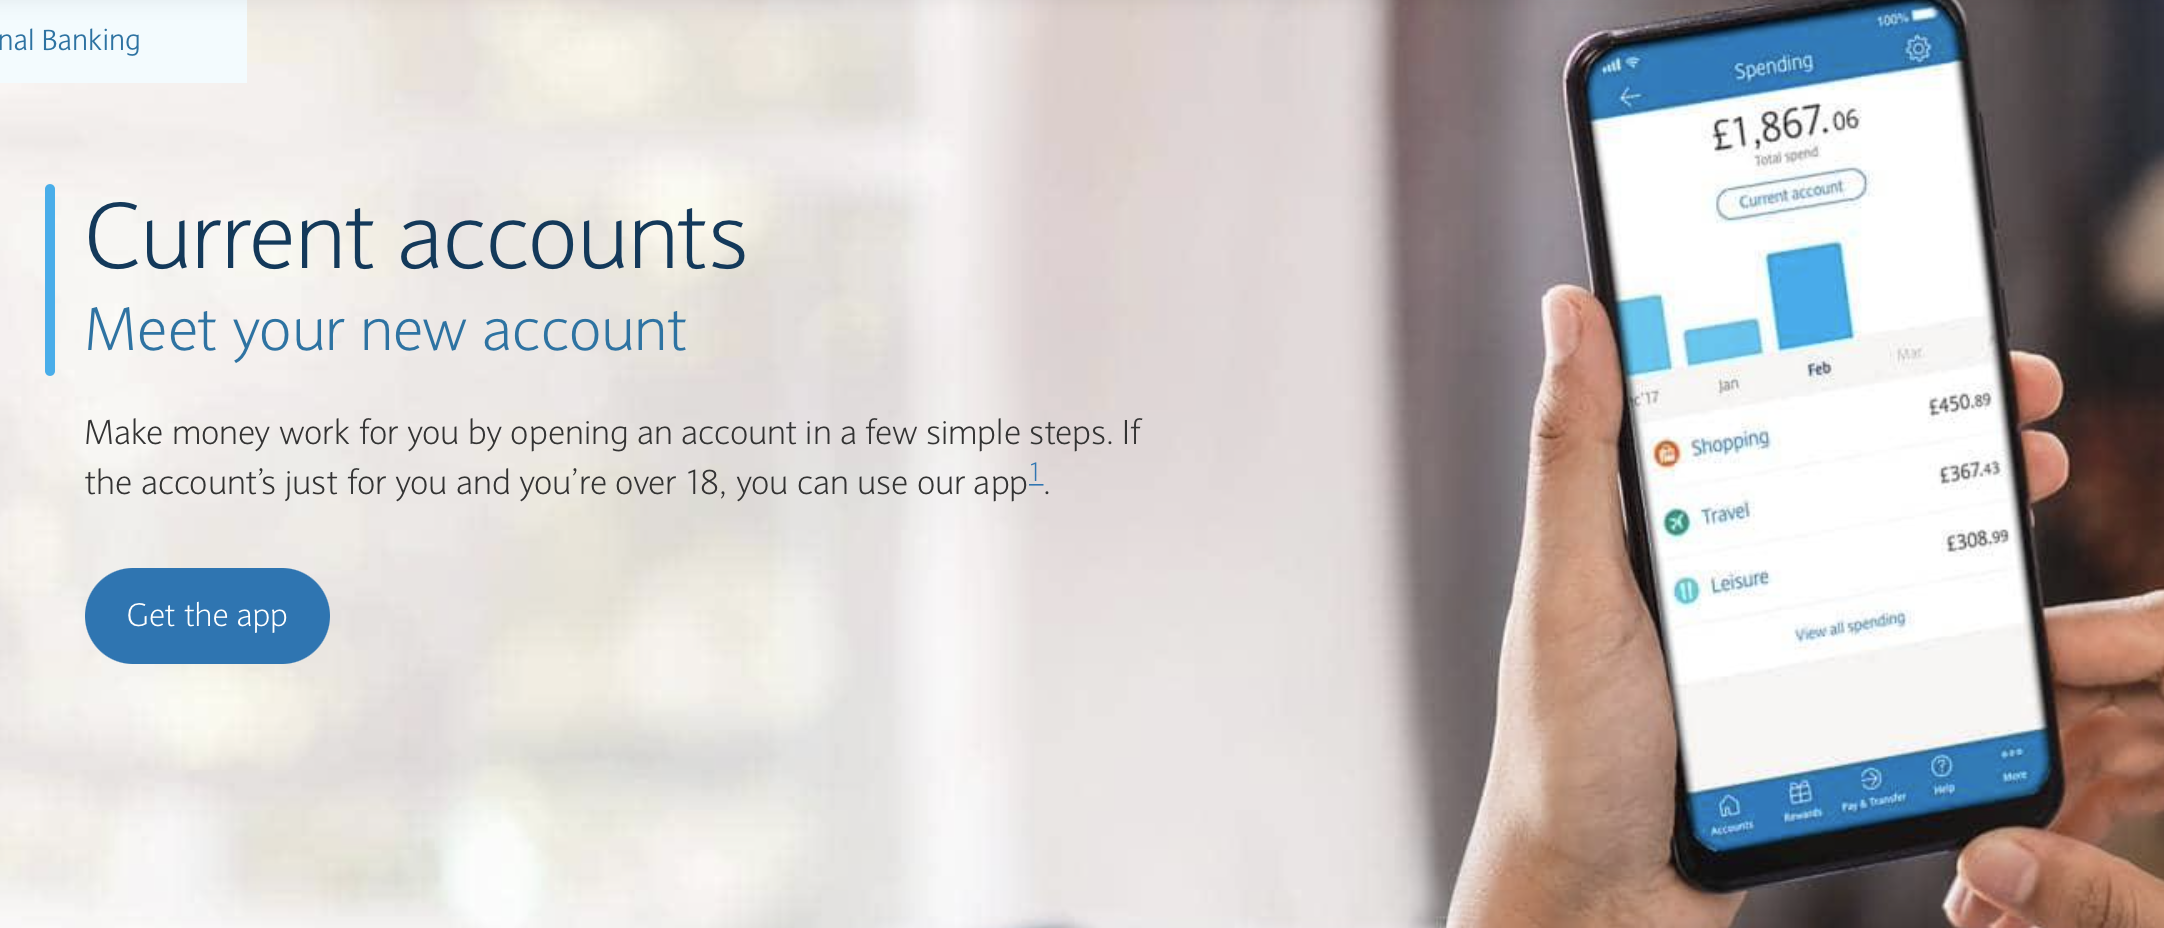 nal Banking
Current accounts
Meet your new account
Make money work for you by opening an account in a few simple steps. If
the account’s just for you and you’re over 18, you can use our app1.
Get the app
100%
Spending
£1,867.06
Total spend
Current account
c'17 Jan Feb Mar
Shopping £450.89
Travel £367.43
Leisure £308.99
View all spending
Accounts Rewards Pay & Transfer Help More